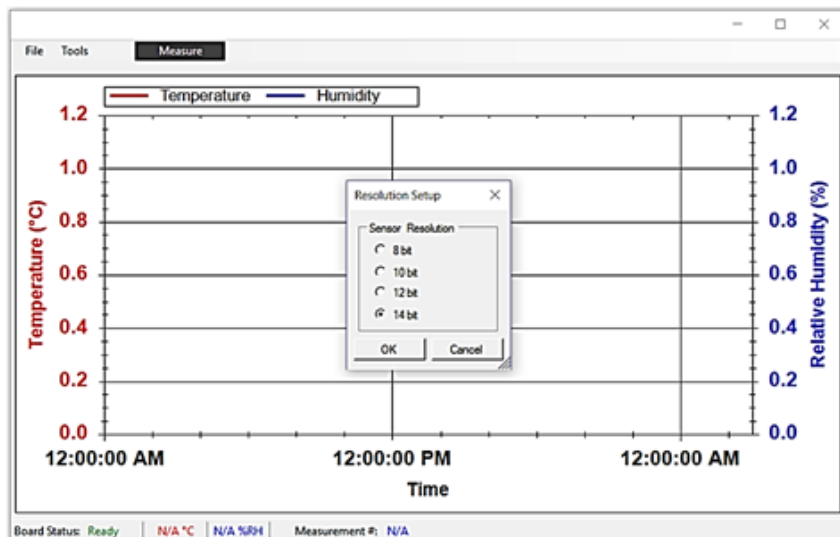 File Tools Measure
Temperature Humidity
1.2 1.2
1.0 1.0
Resolution Setup
0.8 Sensor Resolution 0.8
8 bit
0.6 10 bit 0.6
12 bit
0.4 14 bit 0.4
OK Cancel
0.2 0.2
0.0 0.0
Temperature (°C)
Relative Humidity (%)
12:00:00 AM 12:00:00 PM 12:00:00 AM
Time
Board Status: Ready N/A °C N/A %RH Measurement #: N/A